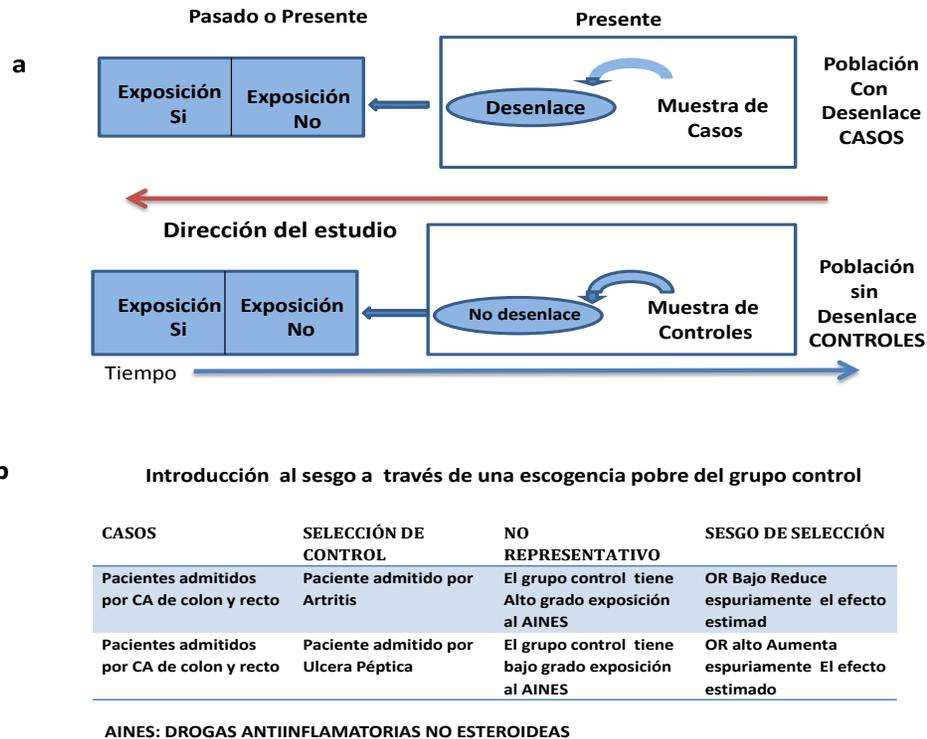 Pasado o Presente
Presente
a
Exposición
Si
Exposición
No
Desenlace
Muestra de
Casos
Población
Con
Desenlace
CASOS
Dirección del estudio
Exposición
Si
Exposición
No
No desenlace
Muestra de
Controles
Población
sin
Desenlace
CONTROLES
Tiempo
b
Introducción al sesgo a través de una escogencia pobre del grupo control
CASOS
SELECCIÓN DE
CONTROL
NO
REPRESENTATIVO
SESGO DE SELECCIÓN
Pacientes admitidos
por CA de colon y recto
Paciente admitido por
Artritis
El grupo control tiene
Alto grado exposición
al AINES
OR Bajo Reduce
espuriamente el efecto
estimad
Pacientes admitidos
por CA de colon y recto
Paciente admitido por
Ulcera Péptica
El grupo control tiene
bajo grado exposición
al AINES
OR alto Aumenta
espuriamente El efecto
estimado
AINES: DROGAS ANTIINFLAMATORIAS NO ESTEROIDEAS